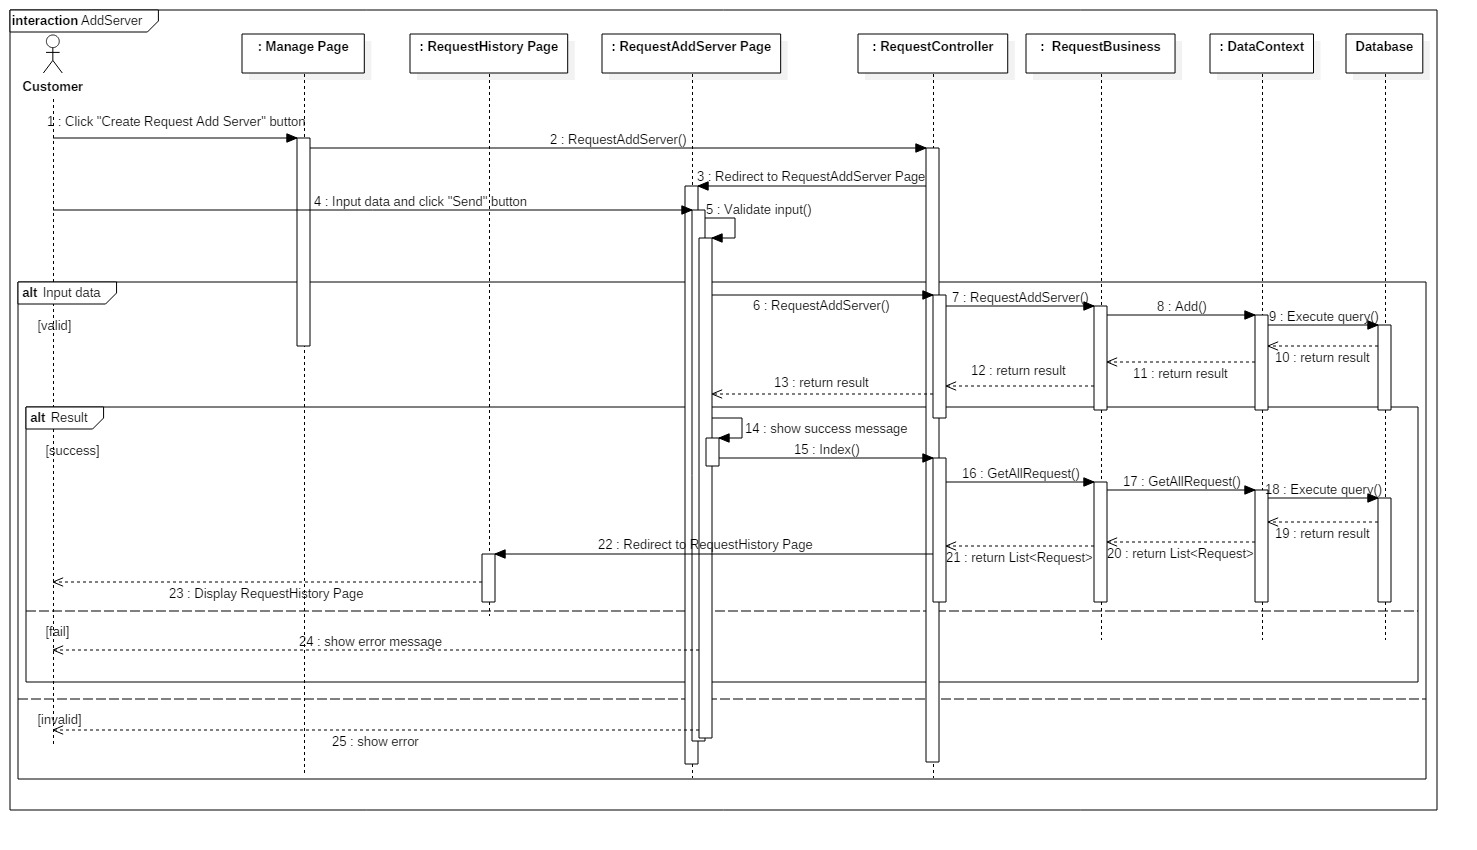 interaction AddServer
Customer
: Manage Page
: RequestHistory Page
: RequestAddServer Page
: RequestController
: RequestBusiness
: DataContext
Database
1 : Click "Create Request Add Server" button
2 : RequestAddServer()
3 : Redirect to RequestAddServer Page
4 : Input data and click "Send" button
5 : Validate input()
alt Input data
[valid]
6 : RequestAddServer()
7 : RequestAddServer()
8 : Add()
9 : Execute query()
10 : return result
11 : return result
12 : return result
13 : return result
alt Result
[success]
14 : show success message
15 : Index()
16 : GetAllRequest()
17 : GetAllRequest()
18 : Execute query()
19 : return result
20 : return List<Request>
21 : return List<Request>
22 : Redirect to RequestHistory Page
23 : Display RequestHistory Page
[fail]
24 : show error message
[invalid]
25 : show error